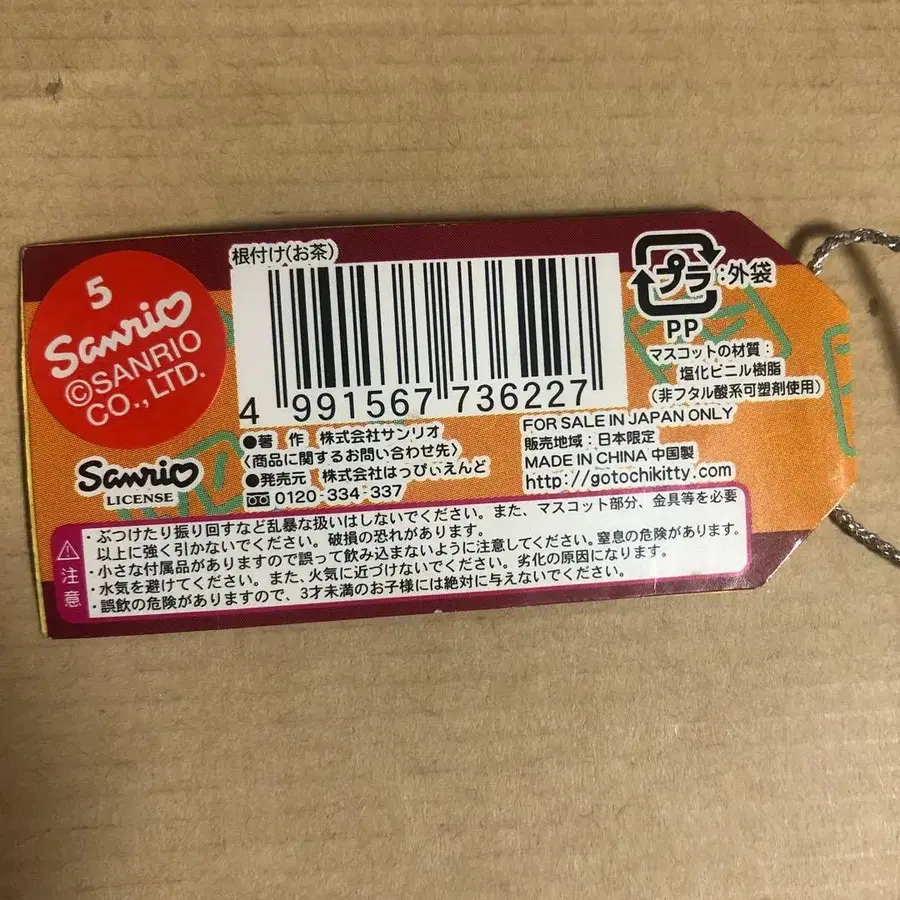 5
Sanrio
©SANRIO
CO., LTD.
Sanrio
LICENSE
根付け(お茶)
4 991567 736227
プラ:外袋
PP
マスコットの材質:
塩化ビニル樹脂
(非フタル酸系可塑剤使用)
●著 作 株式会社サンリオ
〈商品に関するお問い合わせ先〉
●発売元 株式会社はっぴぃえんど
0120-334-337
FOR SALE IN JAPAN ONLY
販売地域:日本限定
MADE IN CHINA 中国製
http://gotochikitty.com
注意
・ぶつけたり振り回すなど乱暴な扱いはしないでください。また、マスコット部分、金具等を必要
以上に強く引かないでください。破損の恐れがあります。
・小さな付属品がありますので誤って飲み込まないように注意してください。窒息の危険があります。
・水気を避けてください。また、火気に近づけないでください。劣化の原因になります。
・誤飲の危険がありますので、3才未満のお子様には絶対に与えないでください。